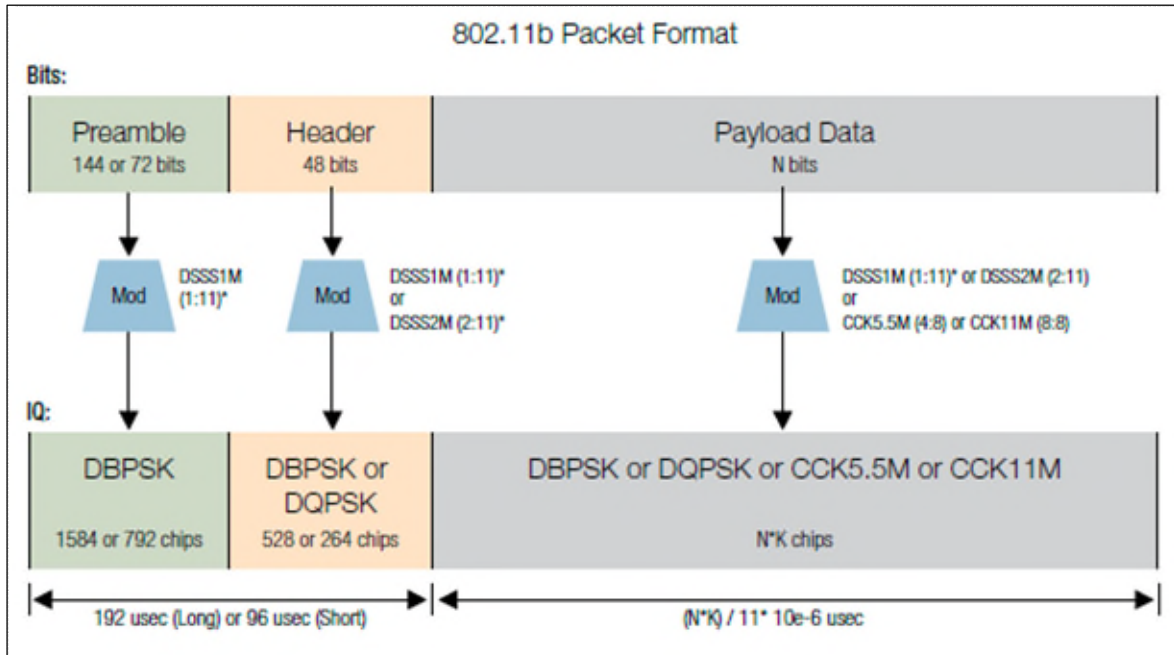 802.11b Packet Format
Bits:
Preamble
144 or 72 bits
Header
48 bits
Payload Data
N bits
Mod
DSSS1M
(1:11)*
Mod
DSSS1M (1:11)*
or
DSSS2M (2:11)*
Mod
DSSS1M (1:11)* or DSSS2M (2:11)
or
CCK5.5M (4:8) or CCK11M (8:8)
IQ:
DBPSK
1584 or 792 chips
DBPSK or
DQPSK
528 or 264 chips
DBPSK or DQPSK or CCK5.5M or CCK11M
N*K chips
192 usec (Long) or 96 usec (Short)
(N*K) / 11* 10e-6 usec